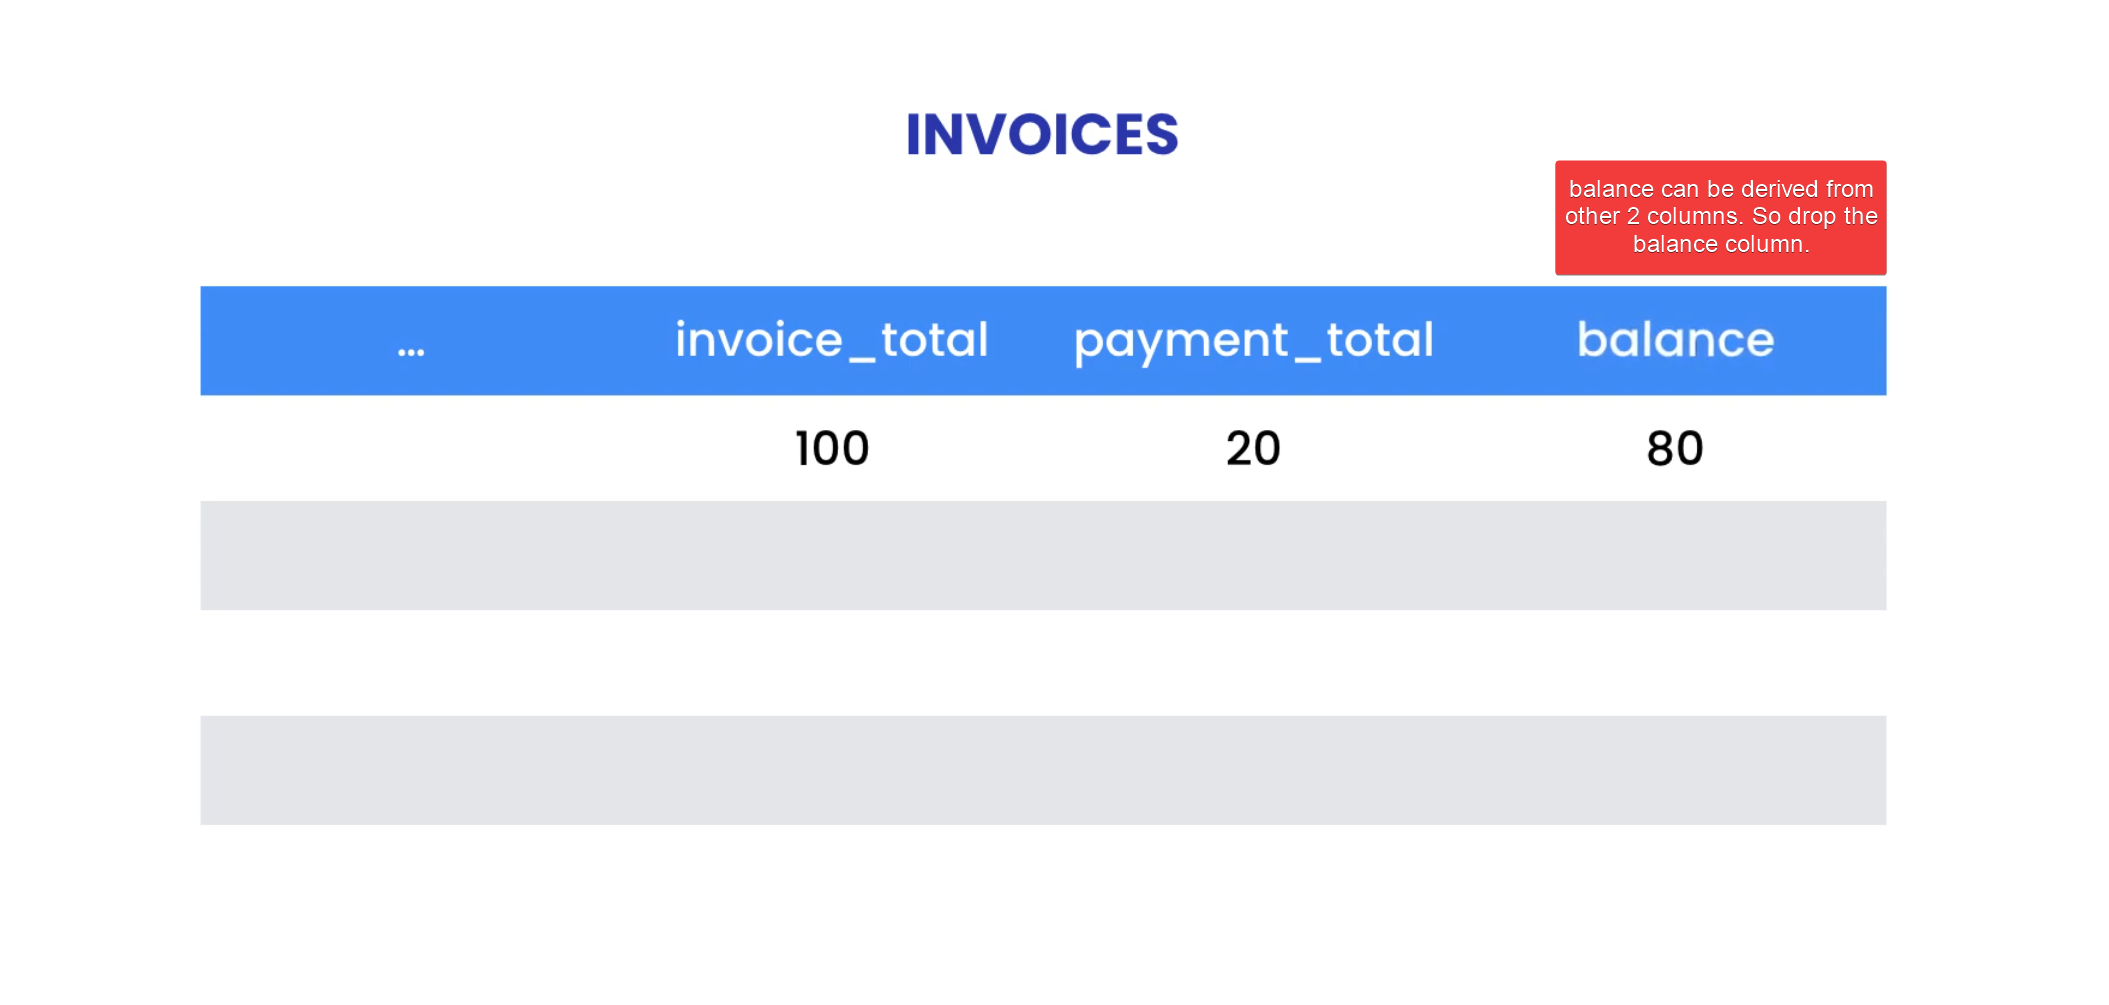 INVOICES
balance can be derived from
other 2 columns. So drop the
balance column.
... invoice_total payment_total balance
100 20 80